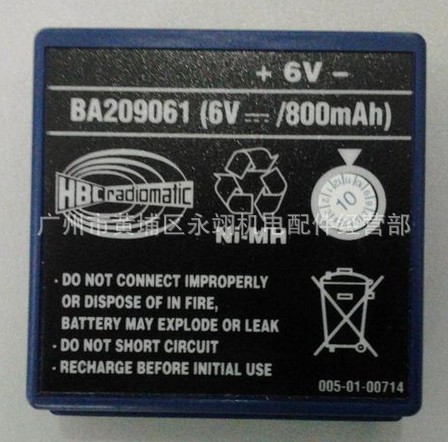 + 6V -
BA209061 (6V ⎓ /800mAh)
HBC radiomatic
10
Ni-MH
广州市黄埔区永翊机电配件经营部
· DO NOT CONNECT IMPROPERLY
OR DISPOSE OF IN FIRE,
BATTERY MAY EXPLODE OR LEAK
· DO NOT SHORT CIRCUIT
· RECHARGE BEFORE INITIAL USE
005-01-00714